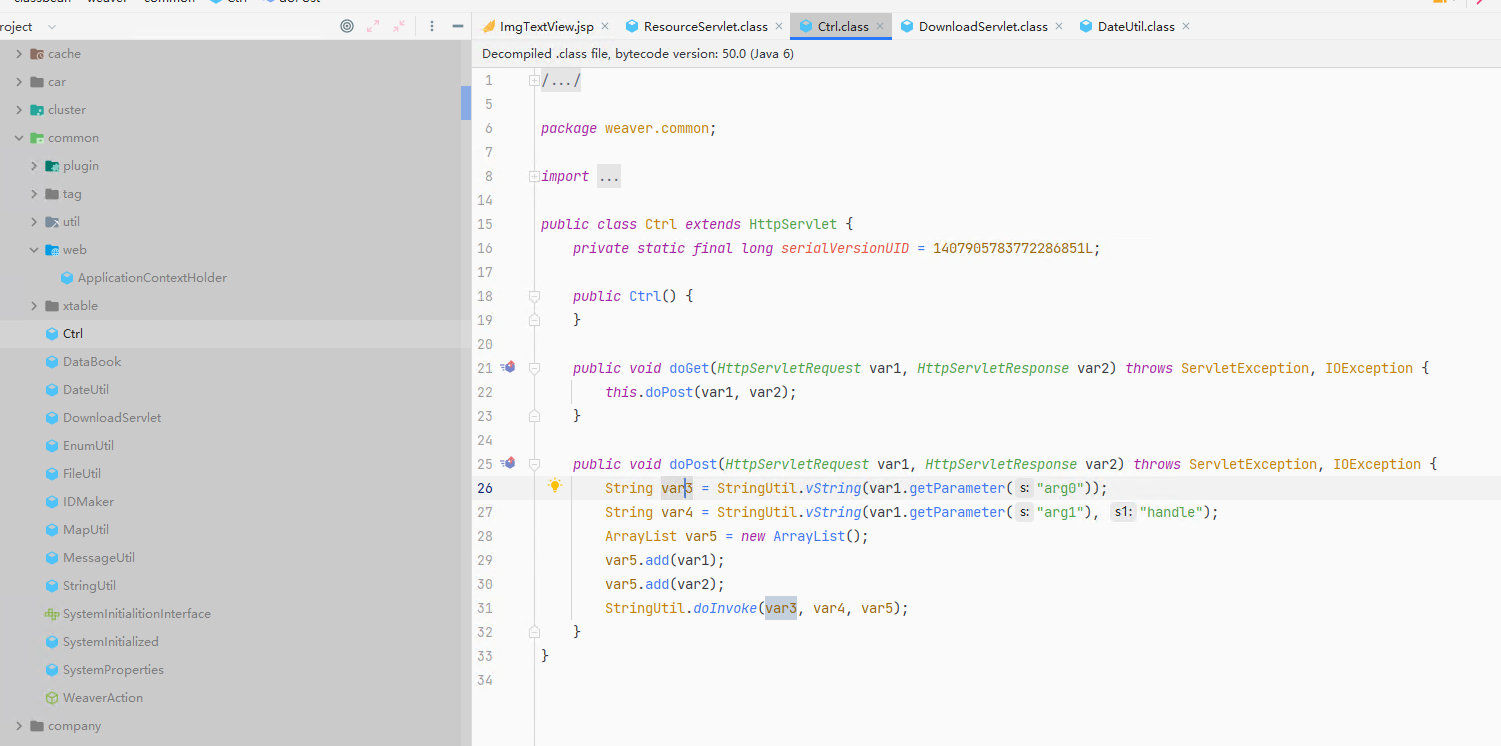 roject
cache
car
cluster
common
plugin
tag
util
web
ApplicationContextHolder
xtable
Ctrl
DataBook
DateUtil
DownloadServlet
EnumUtil
FileUtil
IDMaker
MapUtil
MessageUtil
StringUtil
SystemInitialitionInterface
SystemInitialized
SystemProperties
WeaverAction
company
ImgTextView.jsp × ResourceServlet.class × Ctrl.class × DownloadServlet.class × DateUtil.class ×
Decompiled .class file, bytecode version: 50.0 (Java 6)
1 /.../
5
6 package weaver.common;
7
8 import ...
14
15 public class Ctrl extends HttpServlet {
16 private static final long serialVersionUID = 1407905783772286851L;
17
18 public Ctrl() {
19 }
20
21 public void doGet(HttpServletRequest var1, HttpServletResponse var2) throws ServletException, IOException {
22 this.doPost(var1, var2);
23 }
24
25 public void doPost(HttpServletRequest var1, HttpServletResponse var2) throws ServletException, IOException {
26 String var3 = StringUtil.vString(var1.getParameter( s: "arg0"));
27 String var4 = StringUtil.vString(var1.getParameter( s: "arg1"), s1: "handle");
28 ArrayList var5 = new ArrayList();
29 var5.add(var1);
30 var5.add(var2);
31 StringUtil.doInvoke(var3, var4, var5);
32 }
33 }
34